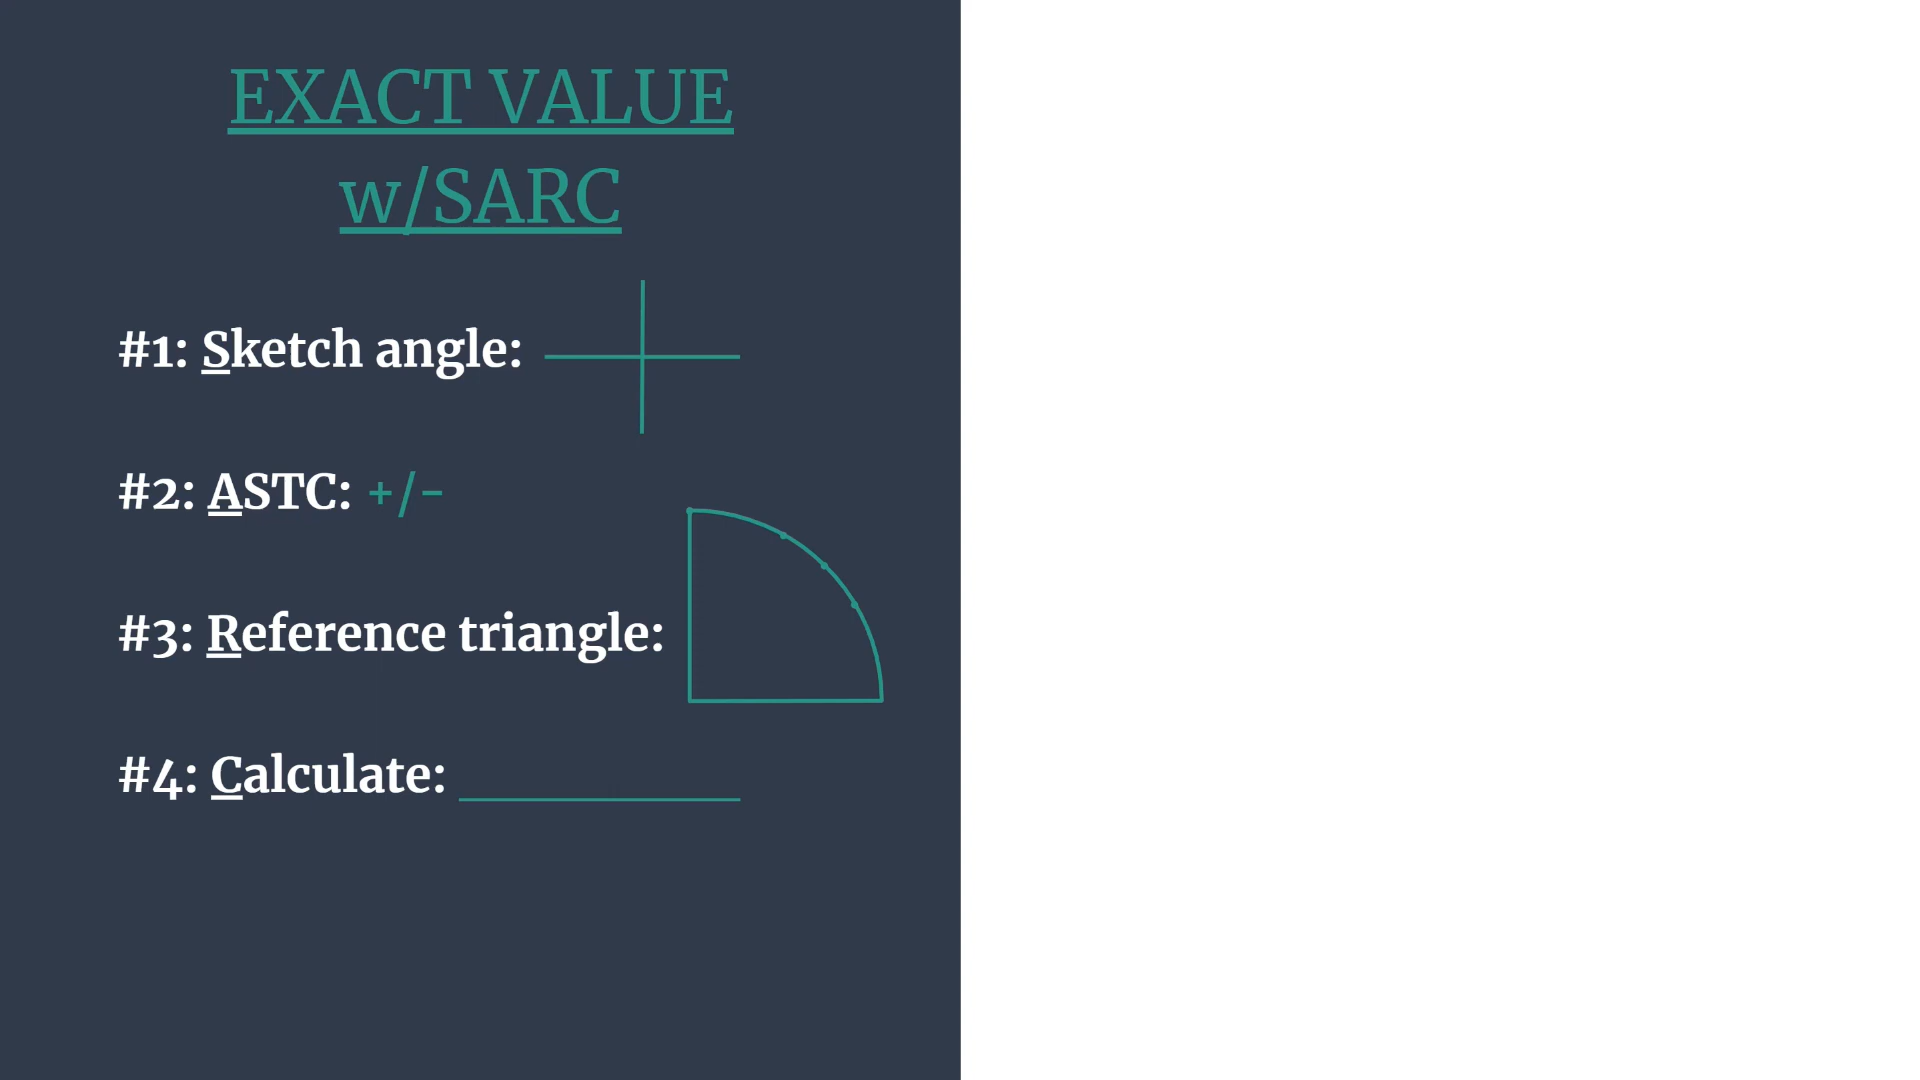 EXACT VALUE
w/SARC
#1: Sketch angle:
#2: ASTC: +/-
#3: Reference triangle:
#4: Calculate: